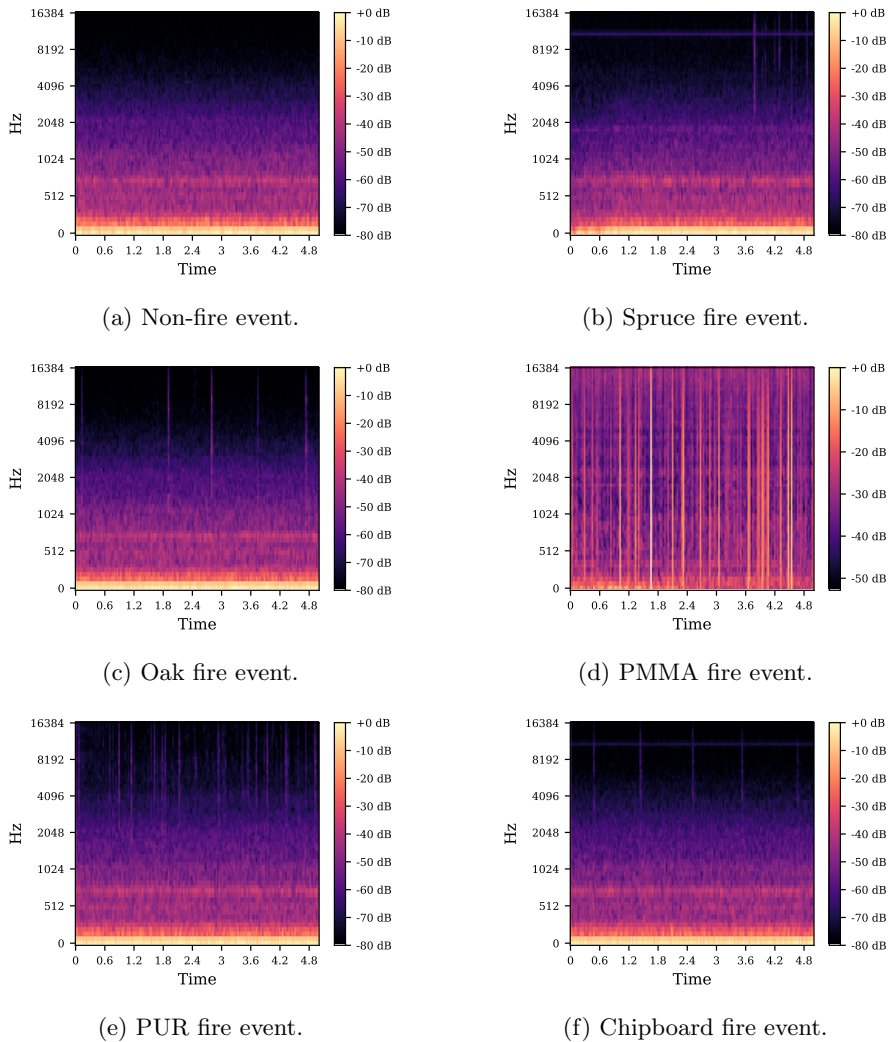 16384
8192
4096
2048
1024
512
0
Hz
0 0.6 1.2 1.8 2.4 3 3.6 4.2 4.8
Time
+0 dB
-10 dB
-20 dB
-30 dB
-40 dB
-50 dB
-60 dB
-70 dB
-80 dB
(a) Non-fire event.
16384
8192
4096
2048
1024
512
0
Hz
0 0.6 1.2 1.8 2.4 3 3.6 4.2 4.8
Time
+0 dB
-10 dB
-20 dB
-30 dB
-40 dB
-50 dB
-60 dB
-70 dB
-80 dB
(b) Spruce fire event.
16384
8192
4096
2048
1024
512
0
Hz
0 0.6 1.2 1.8 2.4 3 3.6 4.2 4.8
Time
+0 dB
-10 dB
-20 dB
-30 dB
-40 dB
-50 dB
-60 dB
-70 dB
-80 dB
(c) Oak fire event.
16384
8192
4096
2048
1024
512
0
Hz
0 0.6 1.2 1.8 2.4 3 3.6 4.2 4.8
Time
+0 dB
-10 dB
-20 dB
-30 dB
-40 dB
-50 dB
(d) PMMA fire event.
16384
8192
4096
2048
1024
512
0
Hz
0 0.6 1.2 1.8 2.4 3 3.6 4.2 4.8
Time
+0 dB
-10 dB
-20 dB
-30 dB
-40 dB
-50 dB
-60 dB
-70 dB
-80 dB
(e) PUR fire event.
16384
8192
4096
2048
1024
512
0
Hz
0 0.6 1.2 1.8 2.4 3 3.6 4.2 4.8
Time
+0 dB
-10 dB
-20 dB
-30 dB
-40 dB
-50 dB
-60 dB
-70 dB
-80 dB
(f) Chipboard fire event.